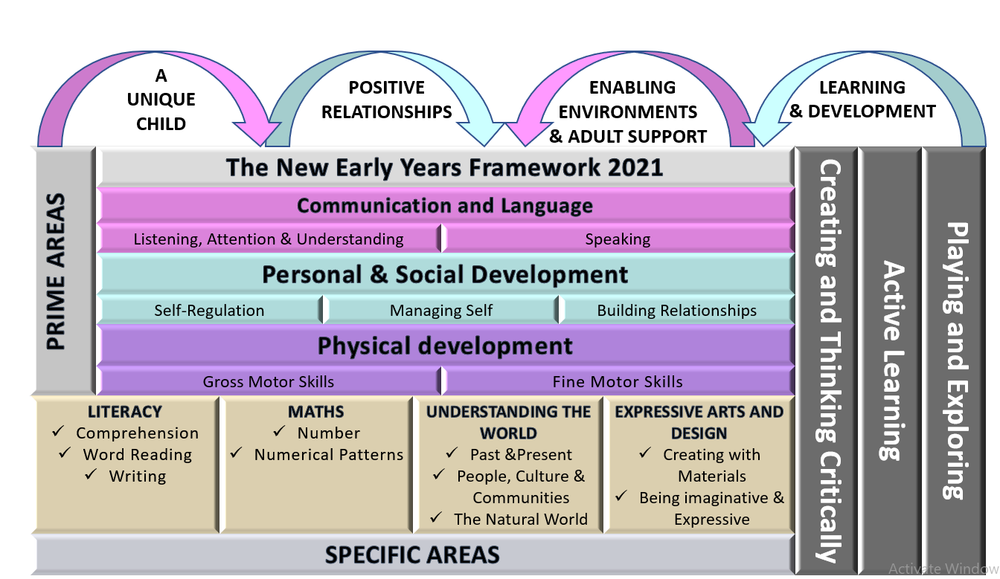 A
UNIQUE
CHILD
POSITIVE
RELATIONSHIPS
ENABLING
ENVIRONMENTS
& ADULT SUPPORT
LEARNING
& DEVELOPMENT
PRIME AREAS
The New Early Years Framework 2021
Communication and Language
Listening, Attention & Understanding
Speaking
Personal & Social Development
Self-Regulation
Managing Self
Building Relationships
Physical development
Gross Motor Skills
Fine Motor Skills
LITERACY
✓ Comprehension
✓ Word Reading
✓ Writing
MATHS
✓ Number
✓ Numerical Patterns
UNDERSTANDING THE
WORLD
✓ Past &Present
✓ People, Culture &
Communities
✓ The Natural World
EXPRESSIVE ARTS AND
DESIGN
✓ Creating with
Materials
✓ Being imaginative &
Expressive
SPECIFIC AREAS
Creating and Thinking Critically
Active Learning
Playing and Exploring
Activate Window